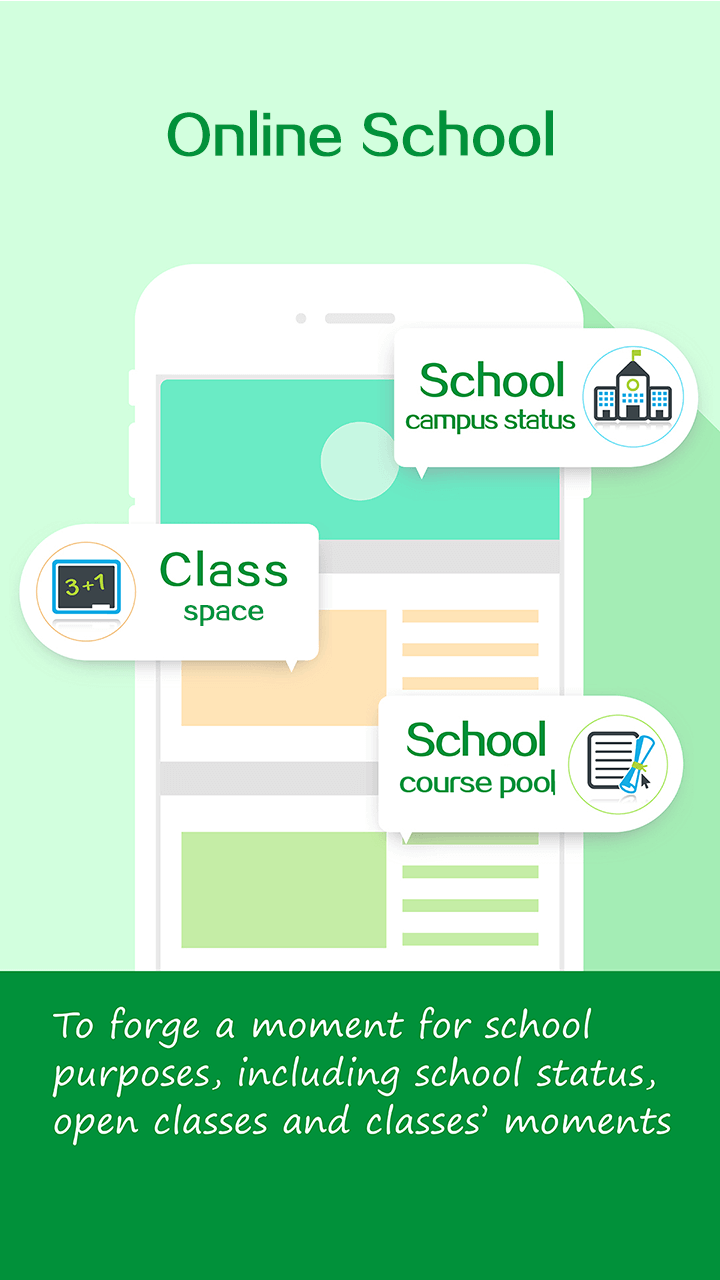 Online School
School
campus status
3+1
Class
space
School
course pool
To forge a moment for school
purposes, including school status,
open classes and classes’ moments